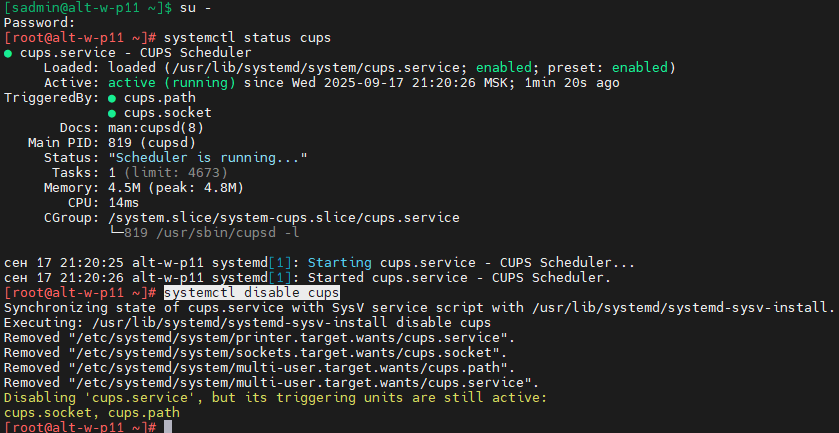 [sadmin@alt-w-p11 ~]$ su -
Password:
[root@alt-w-p11 ~]# systemctl status cups
● cups.service - CUPS Scheduler
     Loaded: loaded (/usr/lib/systemd/system/cups.service; enabled; preset: enabled)
     Active: active (running) since Wed 2025-09-17 21:20:26 MSK; 1min 20s ago
TriggeredBy: ● cups.path
             ● cups.socket
       Docs: man:cupsd(8)
   Main PID: 819 (cupsd)
     Status: "Scheduler is running..."
      Tasks: 1 (limit: 4673)
     Memory: 4.5M (peak: 4.8M)
        CPU: 14ms
     CGroup: /system.slice/system-cups.slice/cups.service
             └─819 /usr/sbin/cupsd -l

сен 17 21:20:25 alt-w-p11 systemd[1]: Starting cups.service - CUPS Scheduler...
сен 17 21:20:26 alt-w-p11 systemd[1]: Started cups.service - CUPS Scheduler.
[root@alt-w-p11 ~]# systemctl disable cups
Synchronizing state of cups.service with SysV service script with /usr/lib/systemd/systemd-sysv-install.
Executing: /usr/lib/systemd/systemd-sysv-install disable cups
Removed "/etc/systemd/system/printer.target.wants/cups.service".
Removed "/etc/systemd/system/sockets.target.wants/cups.socket".
Removed "/etc/systemd/system/multi-user.target.wants/cups.path".
Removed "/etc/systemd/system/multi-user.target.wants/cups.service".
Disabling 'cups.service', but its triggering units are still active:
cups.socket, cups.path
[root@alt-w-p11 ~]#